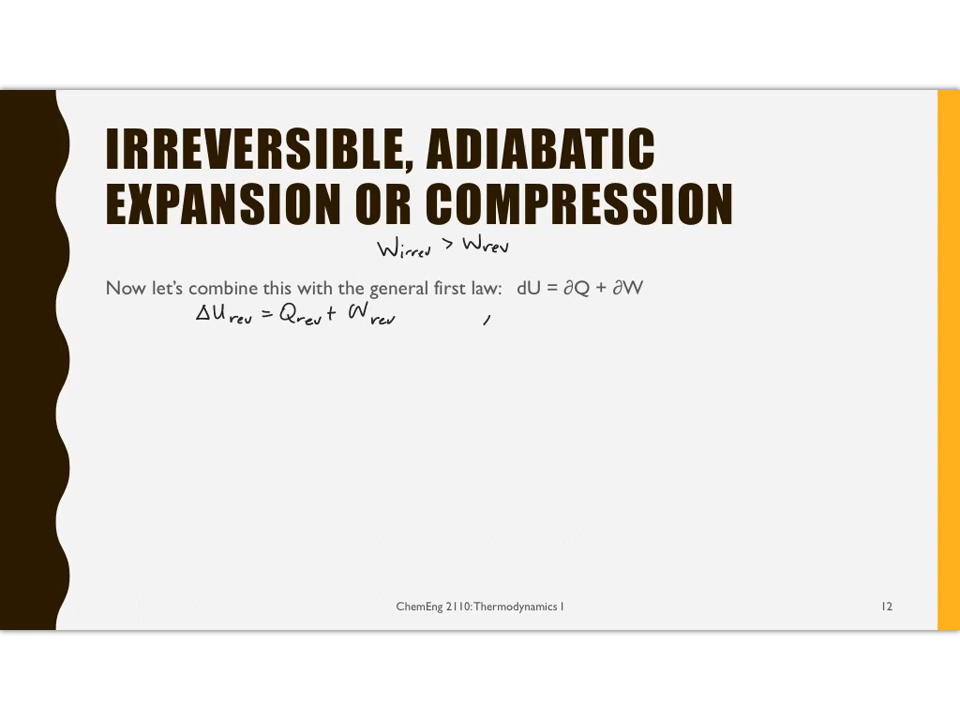 IRREVERSIBLE, ADIABATIC
EXPANSION OR COMPRESSION
Wirrev > Wrev
Now let's combine this with the general first law: dU = ∂Q + ∂W
ΔUrev = Qrev + Wrev
ChemEng 2110: Thermodynamics I
12